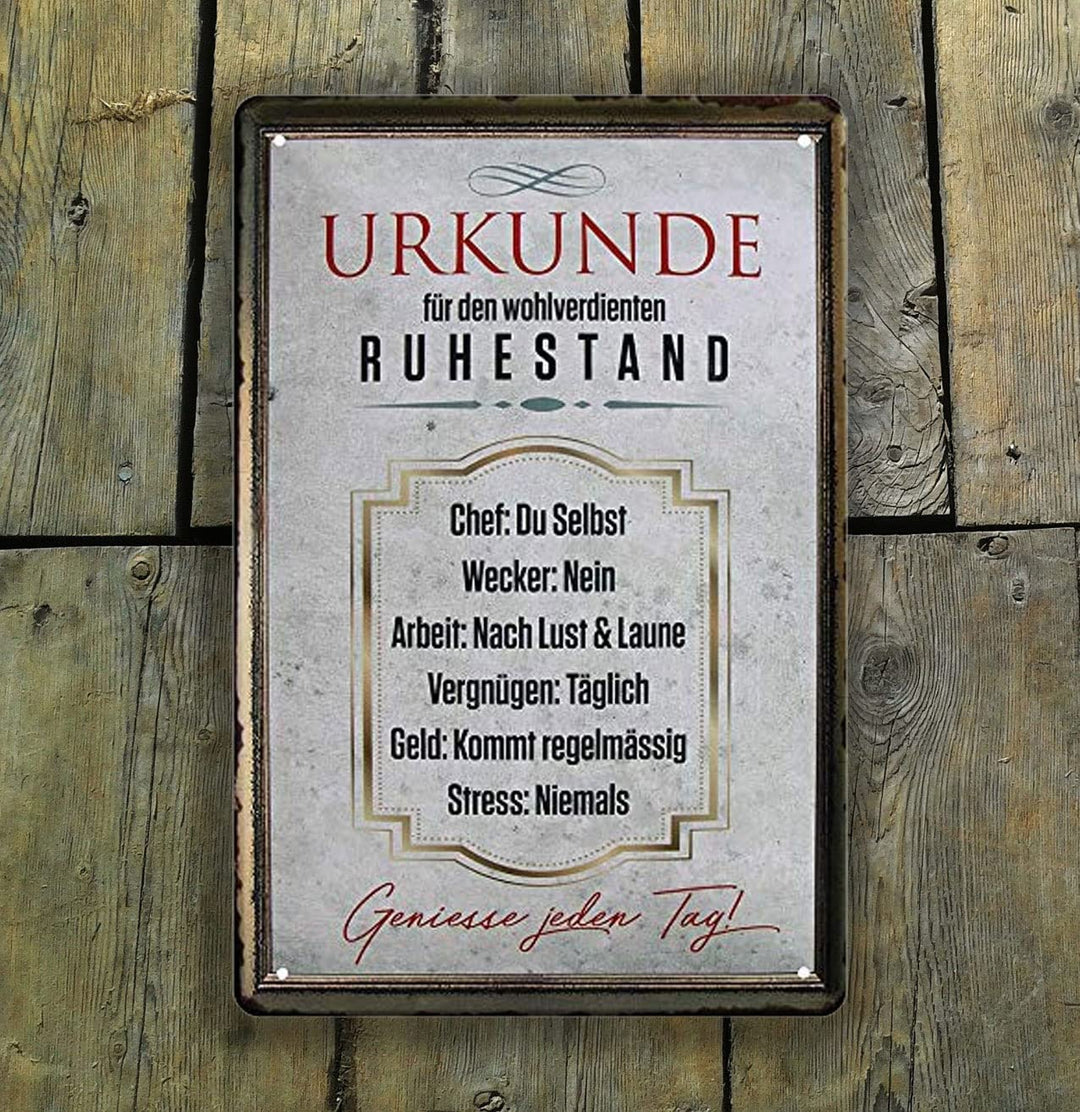 URKUNDE
für den wohlverdienten
RUHESTAND
Chef: Du Selbst
Wecker: Nein
Arbeit: Nach Lust & Laune
Vergnügen: Täglich
Geld: Kommt regelmässig
Stress: Niemals
Geniesse jeden Tag!